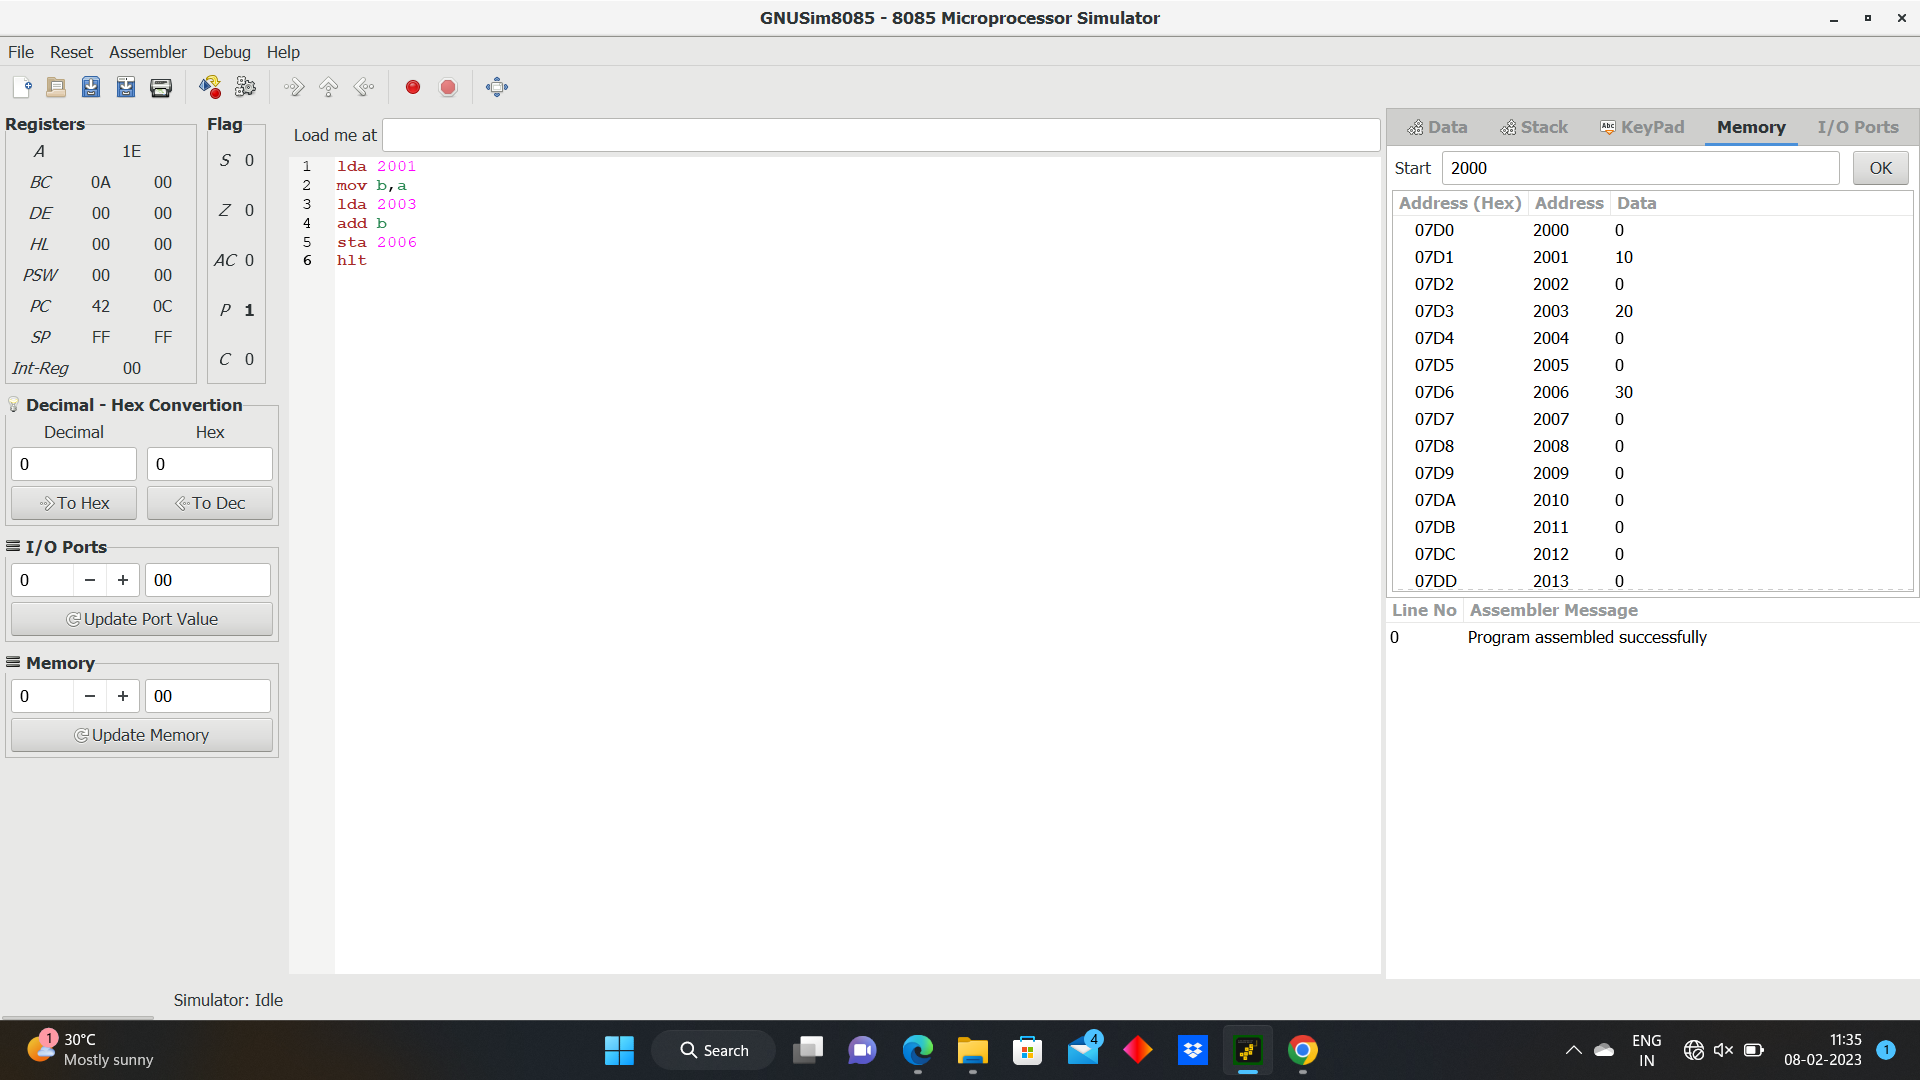 GNUSim8085 - 8085 Microprocessor Simulator
File Reset Assembler Debug Help
Registers
A 1E
BC 0A 00
DE 00 00
HL 00 00
PSW 00 00
PC 42 0C
SP FF FF
Int-Reg 00
Flag
S 0
Z 0
AC 0
P 1
C 0
Decimal - Hex Convertion
Decimal Hex
0 0
To Hex To Dec
I/O Ports
0 − + 00
Update Port Value
Memory
0 − + 00
Update Memory
Load me at
1 lda 2001
2 mov b,a
3 lda 2003
4 add b
5 sta 2006
6 hlt
Data Stack Abc KeyPad Memory I/O Ports
Start 2000 OK
Address (Hex) Address Data
07D0 2000 0
07D1 2001 10
07D2 2002 0
07D3 2003 20
07D4 2004 0
07D5 2005 0
07D6 2006 30
07D7 2007 0
07D8 2008 0
07D9 2009 0
07DA 2010 0
07DB 2011 0
07DC 2012 0
07DD 2013 0
Line No Assembler Message
0 Program assembled successfully
Simulator: Idle
1 30°C
Mostly sunny
Search
4
ENG
IN
11:35
08-02-2023
1